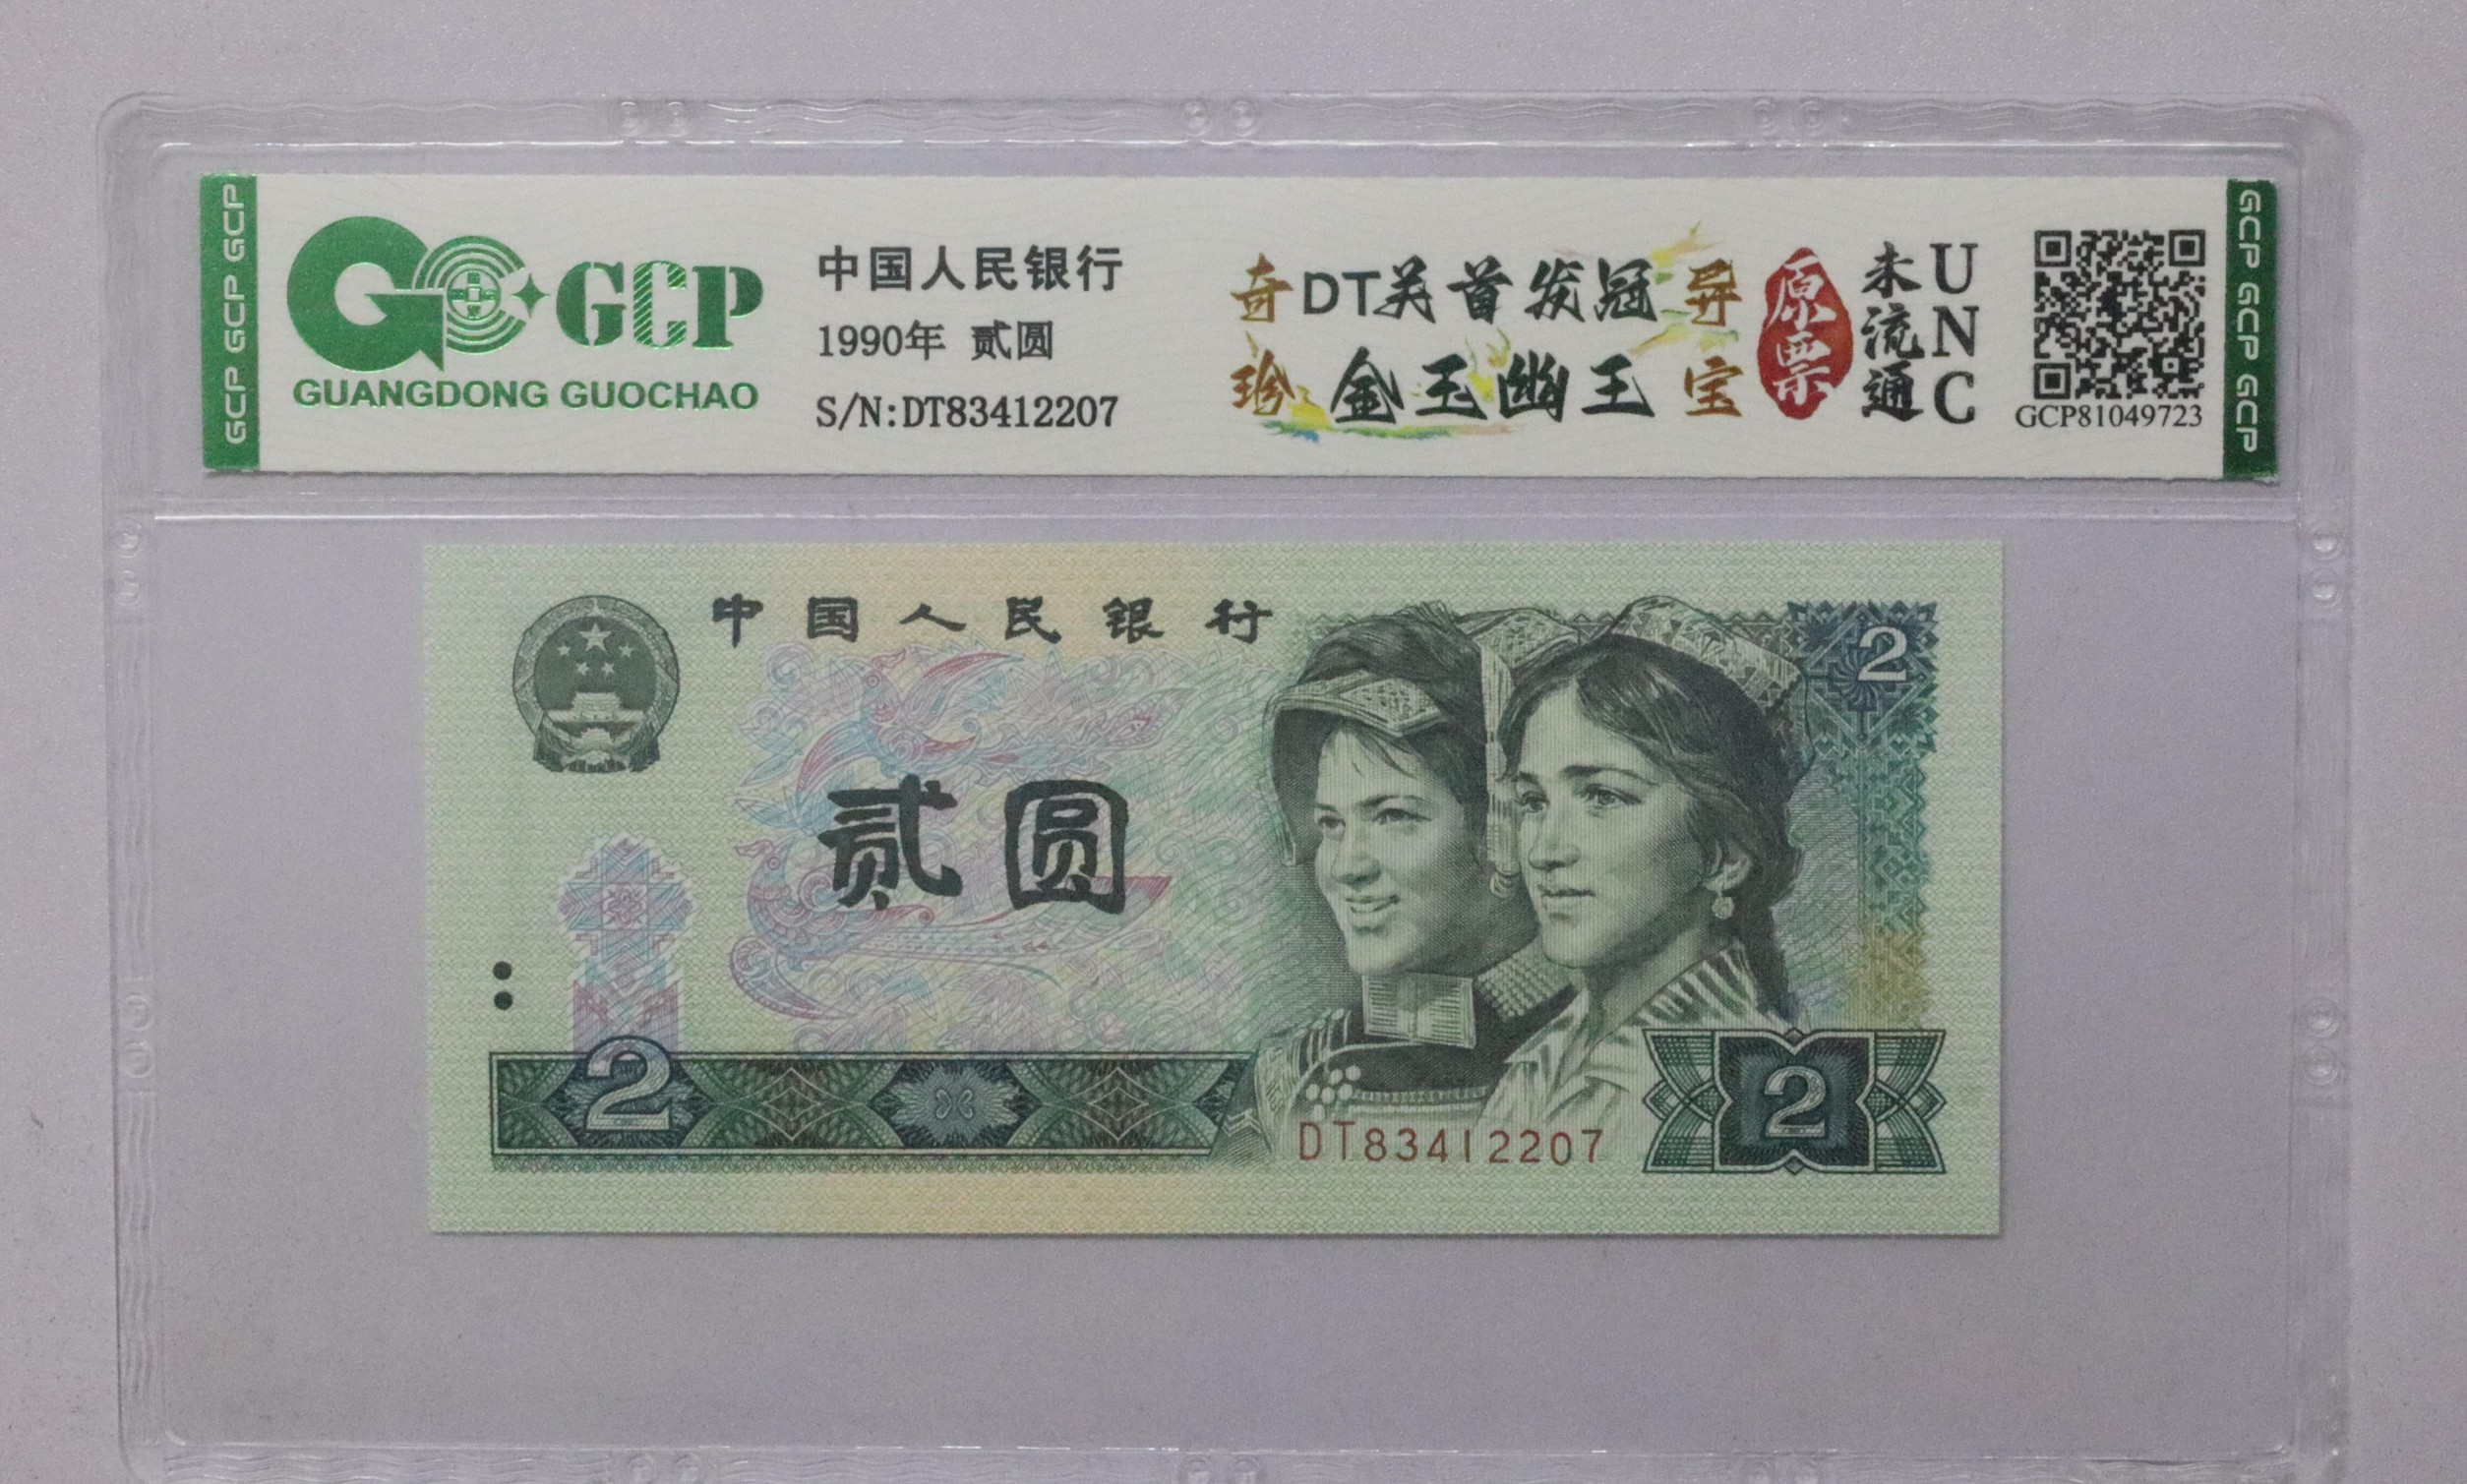 GCP GCP GCP
GCP
GUANGDONG GUOCHAO
中国人民银行
1990年 贰圆
S/N:DT83412207
奇DT关首发冠异
珍金玉幽王宝
原票
未流通
UNC
GCP81049723
GCP GCP GCP
中国人民银行
2
贰圆
2
DT83412207
2